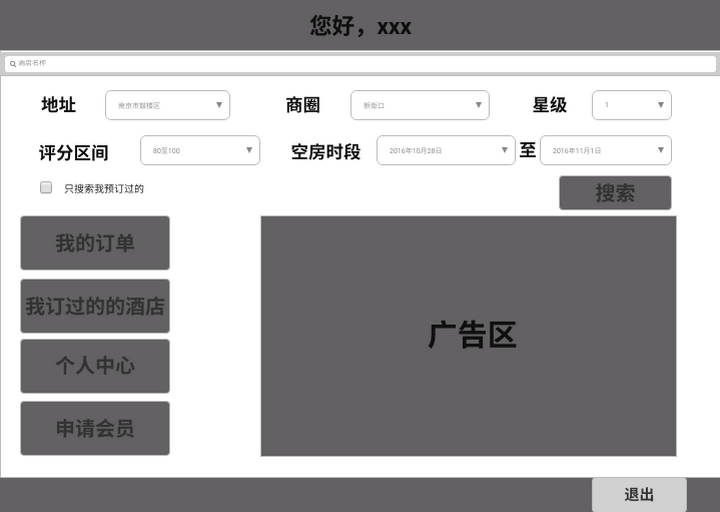 您好，xxx
酒店名称
地址 南京市鼓楼区 商圈 新街口 星级 1
评分区间 80至100 空房时段 2016年10月28日 至 2016年11月1日
只搜索我预订过的
搜索
我的订单
我订过的的酒店
个人中心
申请会员
广告区
退出